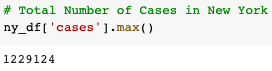 # Total Number of Cases in New York
ny_df['cases'].max()
1229124